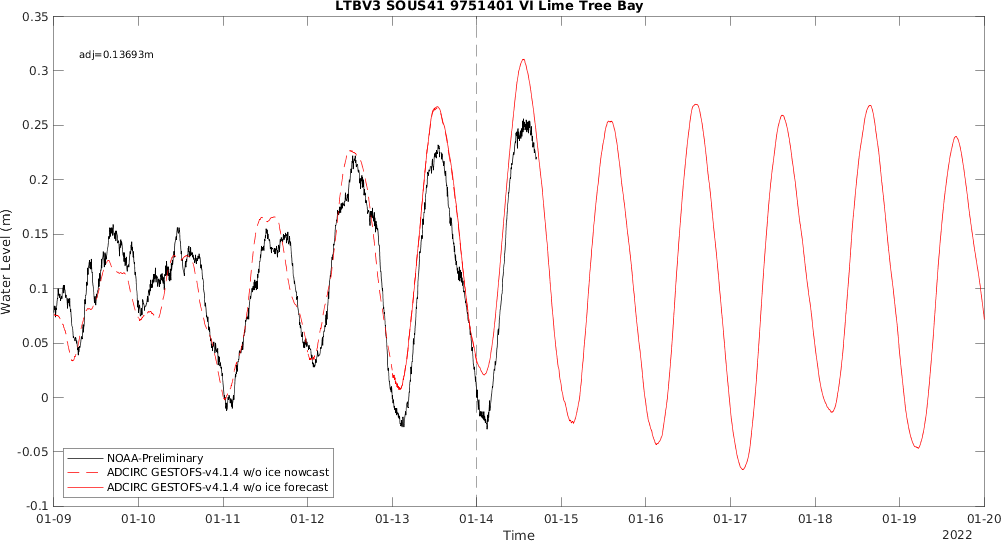 LTBV3 SOUS41 9751401 VI Lime Tree Bay
adj=0.13693m
Water Level (m)
0.35
0.3
0.25
0.2
0.15
0.1
0.05
0
-0.05
-0.1
NOAA-Preliminary
ADCIRC GESTOFS-v4.1.4 w/o ice nowcast
ADCIRC GESTOFS-v4.1.4 w/o ice forecast
01-09 01-10 01-11 01-12 01-13 01-14 01-15 01-16 01-17 01-18 01-19 01-20
Time
2022